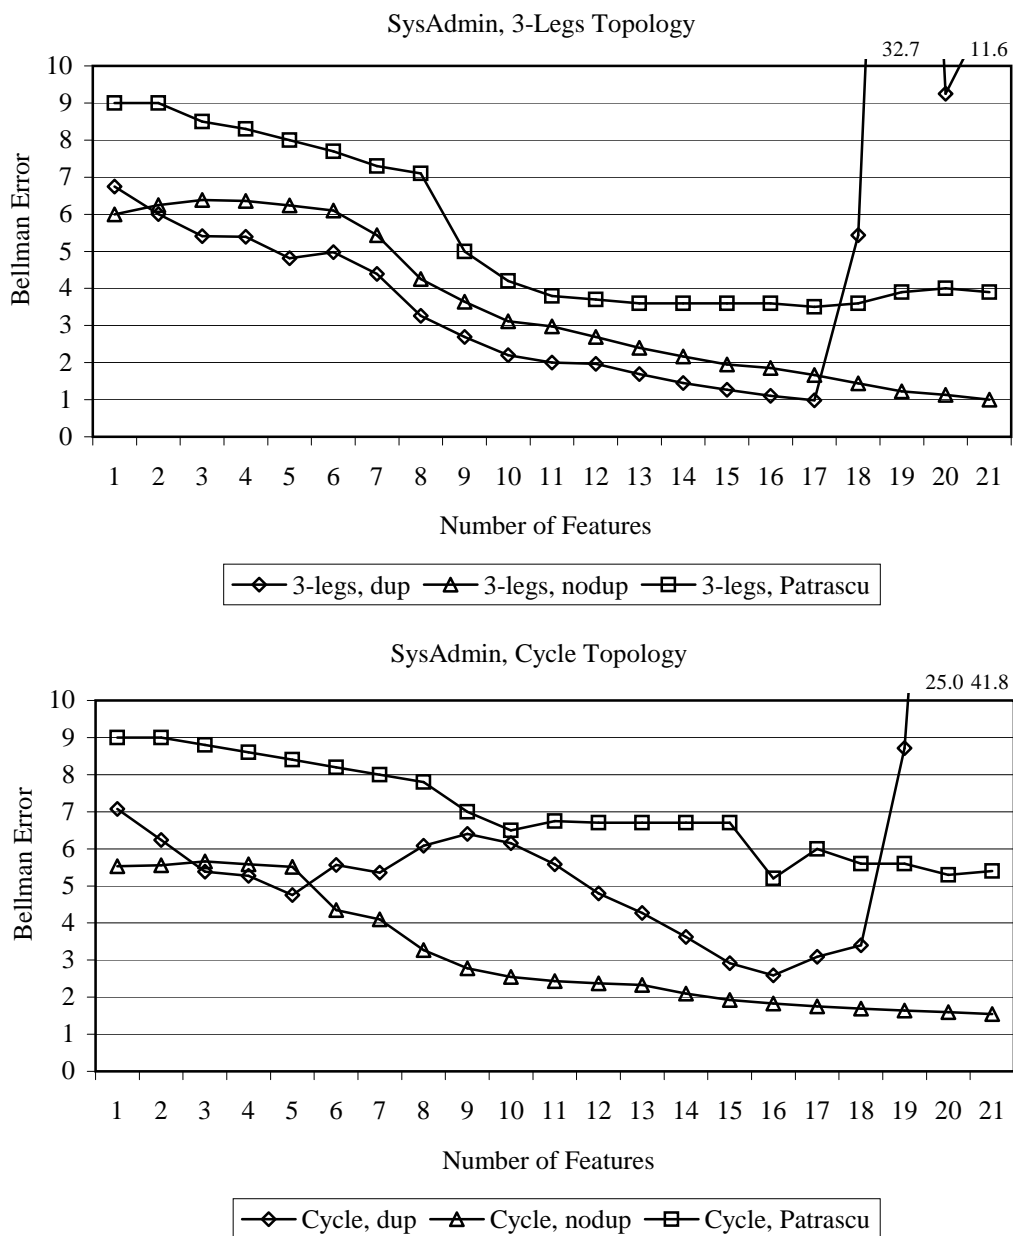 SysAdmin, 3-Legs Topology
32.7 11.6
10
9
8
7
6
5
4
3
2
1
0
Bellman Error
1 2 3 4 5 6 7 8 9 10 11 12 13 14 15 16 17 18 19 20 21
Number of Features
3-legs, dup 3-legs, nodup 3-legs, Patrascu
SysAdmin, Cycle Topology
25.0 41.8
10
9
8
7
6
5
4
3
2
1
0
Bellman Error
1 2 3 4 5 6 7 8 9 10 11 12 13 14 15 16 17 18 19 20 21
Number of Features
Cycle, dup Cycle, nodup Cycle, Patrascu